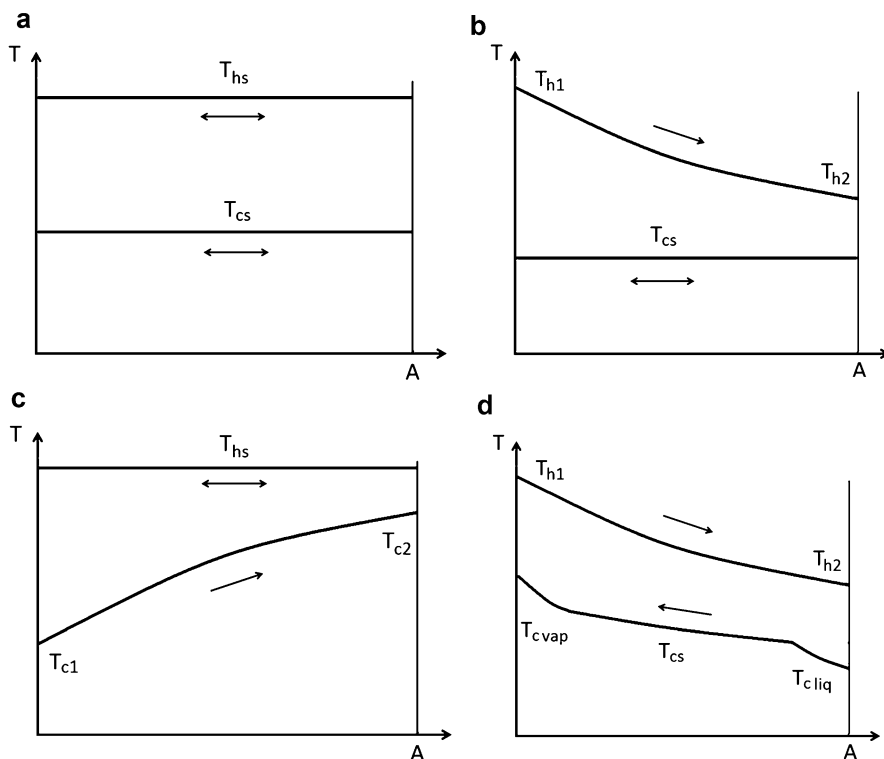 a
T
Ths
Tcs
A
b
T
Th1
Th2
Tcs
A
c
T
Ths
Tc2
Tc1
A
d
T
Th1
Th2
Tc vap
Tcs
Tc liq
A